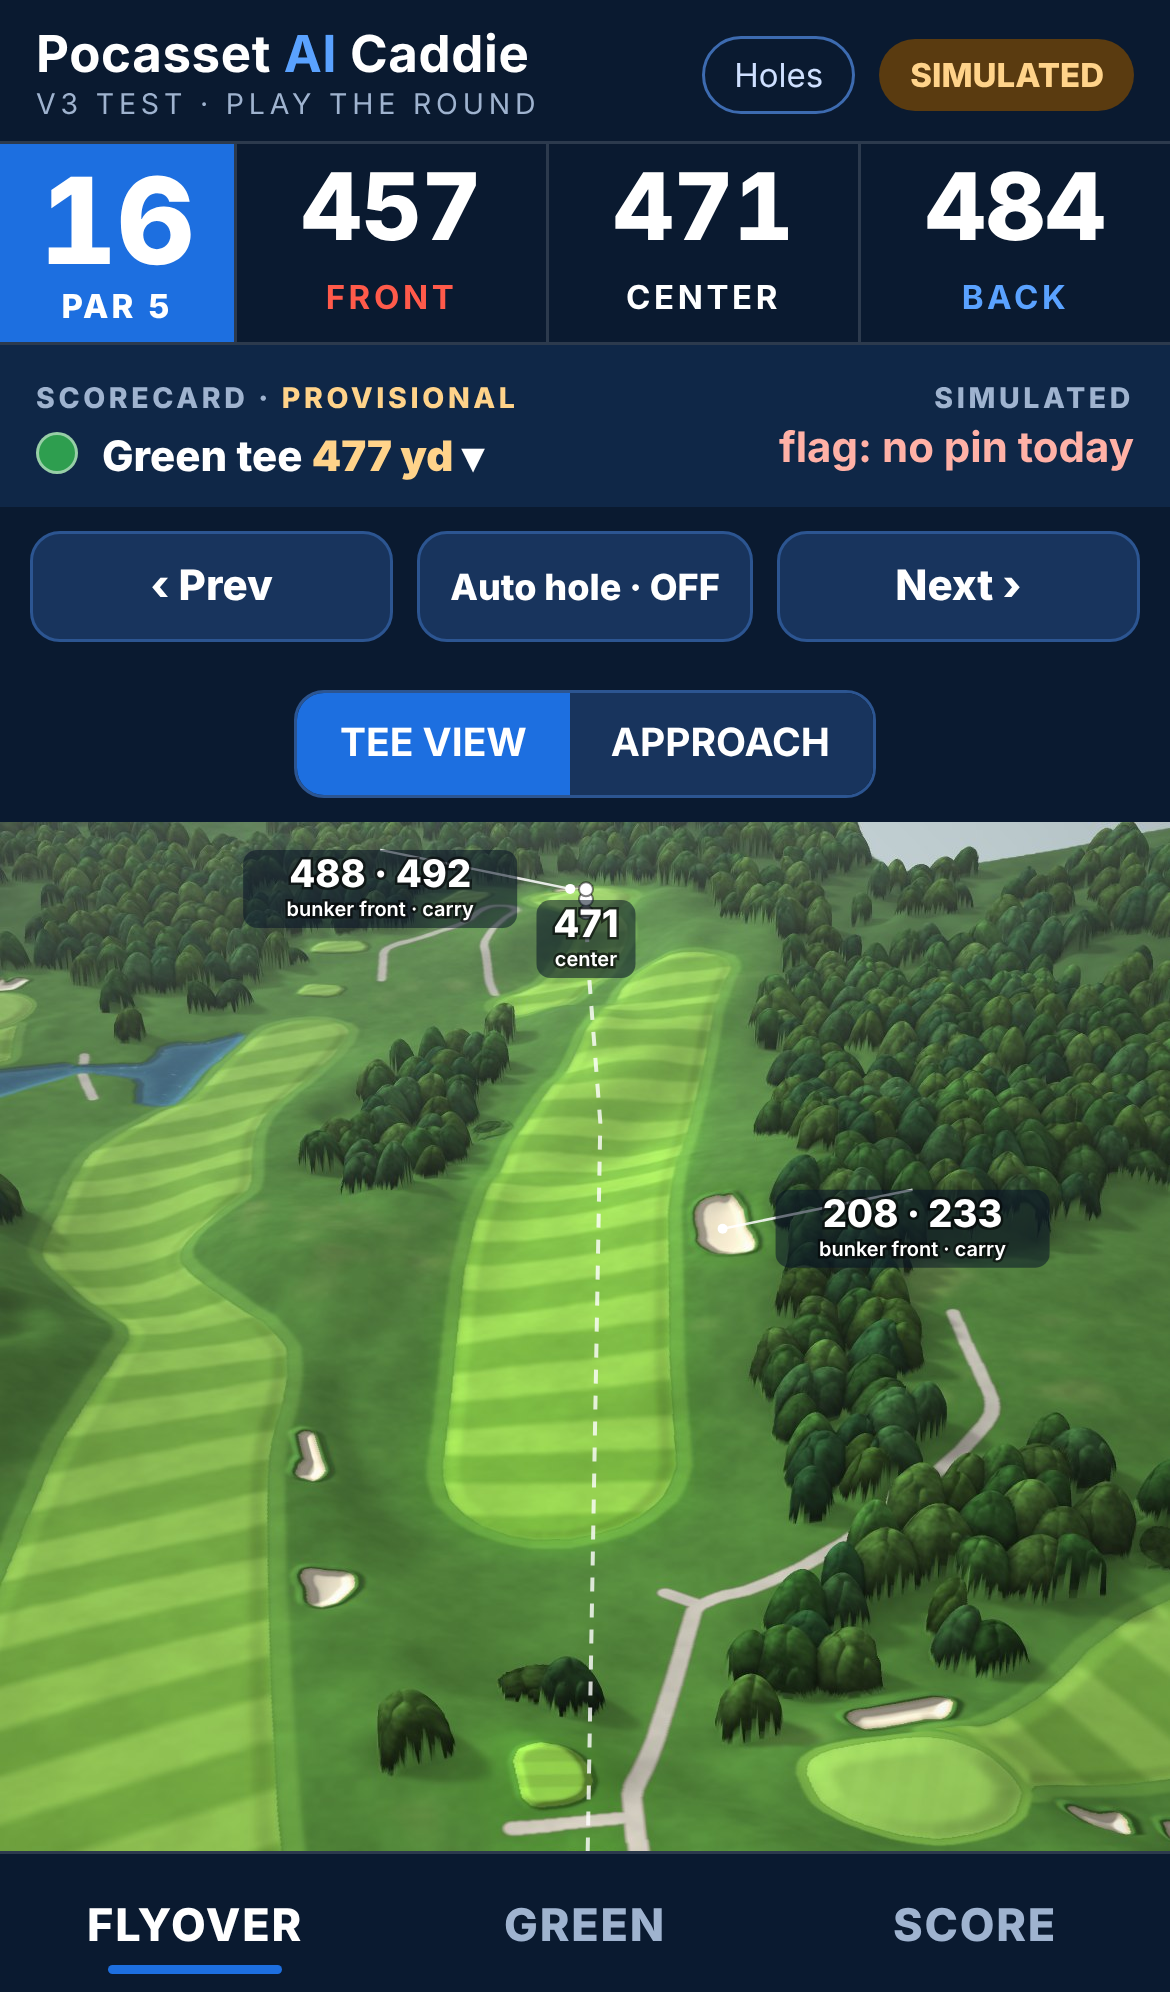 Pocasset AI Caddie
V3 TEST · PLAY THE ROUND
Holes
SIMULATED
16
PAR 5
457
FRONT
471
CENTER
484
BACK
SCORECARD · PROVISIONAL
Green tee 477 yd ▼
SIMULATED
flag: no pin today
‹ Prev
Auto hole · OFF
Next ›
TEE VIEW
APPROACH
488 · 492
bunker front · carry
471
center
208 · 233
bunker front · carry
FLYOVER
GREEN
SCORE